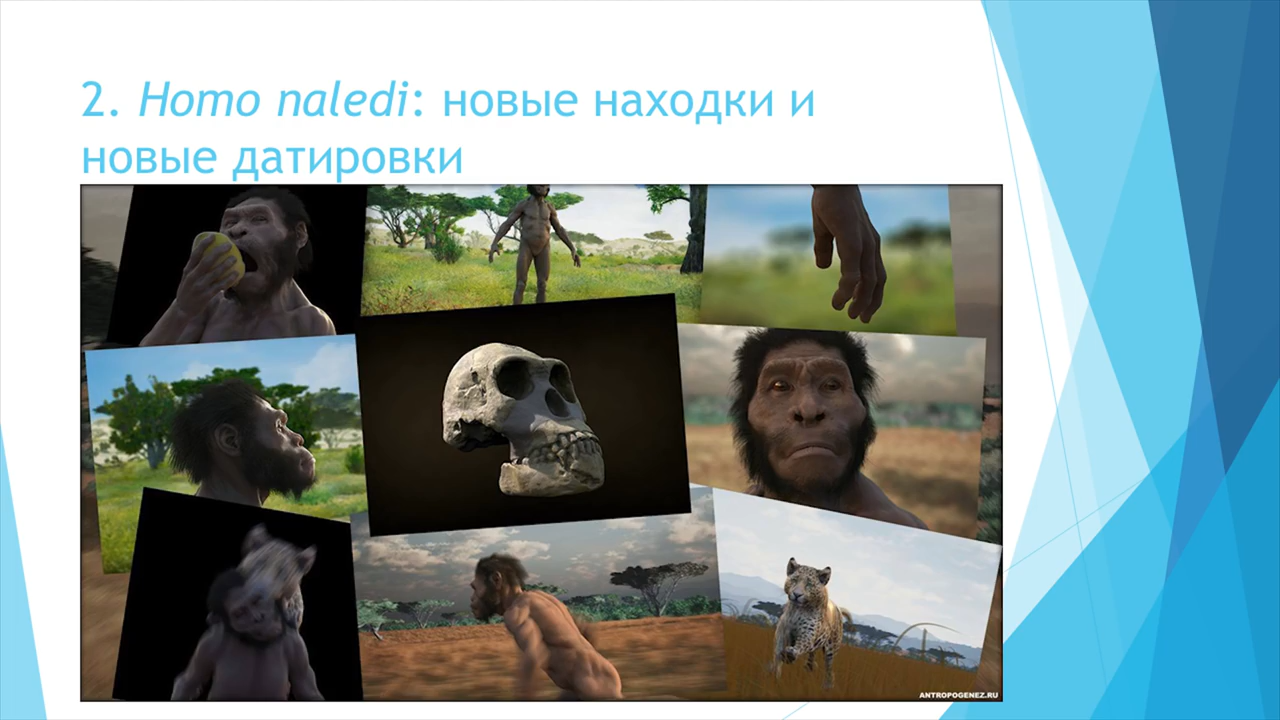 2. Homo naledi: новые находки и
новые датировки
ANTROPOGENEZ.RU